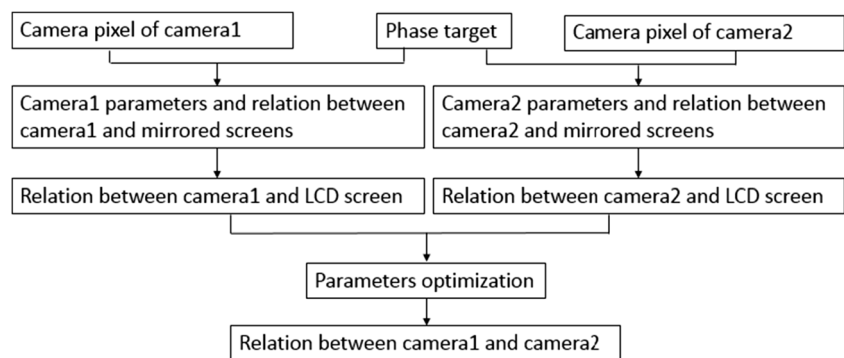 Camera pixel of camera1
Phase target
Camera pixel of camera2
Camera1 parameters and relation between
camera1 and mirrored screens
Camera2 parameters and relation between
camera2 and mirrored screens
Relation between camera1 and LCD screen
Relation between camera2 and LCD screen
Parameters optimization
Relation between camera1 and camera2